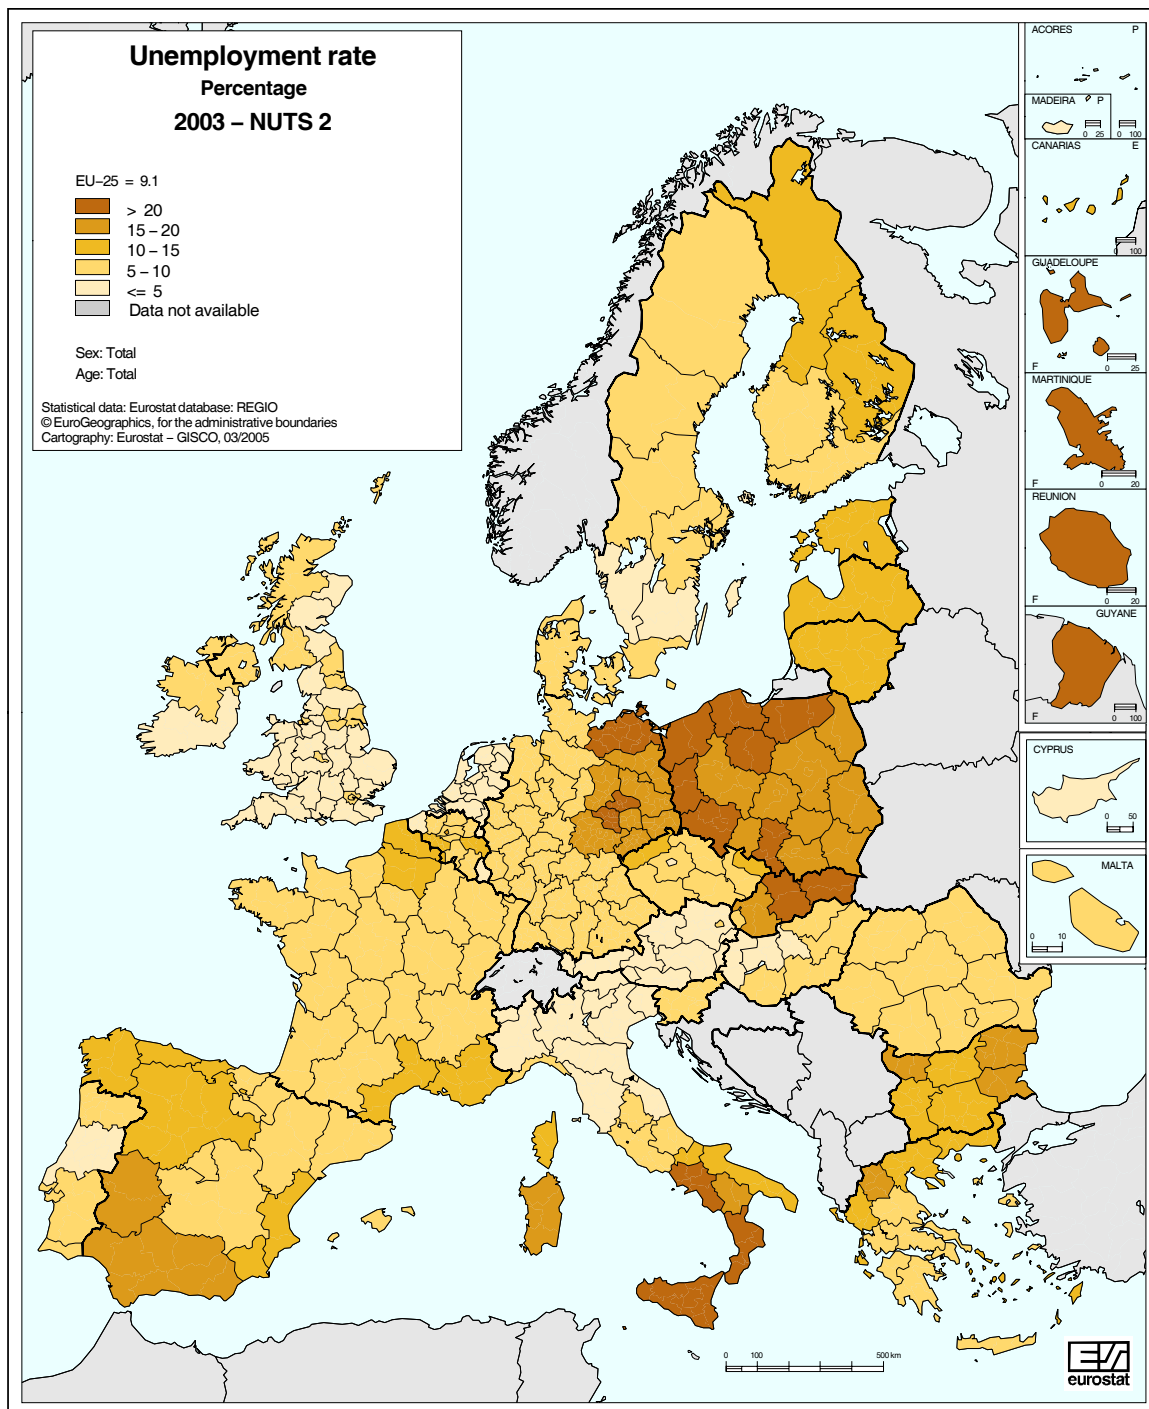 Unemployment rate
Percentage
2003 – NUTS 2
EU–25 = 9.1
> 20
15 – 20
10 – 15
5 – 10
<= 5
Data not available
Sex: Total
Age: Total
Statistical data: Eurostat database: REGIO
© EuroGeographics, for the administrative boundaries
Cartography: Eurostat – GISCO, 03/2005
ACORES P
MADEIRA P
0 25 0 100
CANARIAS E
0 100
GUADELOUPE
0 25
F
MARTINIQUE
0 20
F
REUNION
0 20
F
GUYANE
0 100
F
CYPRUS
0 50
MALTA
0 10
0 100 500 km
eurostat